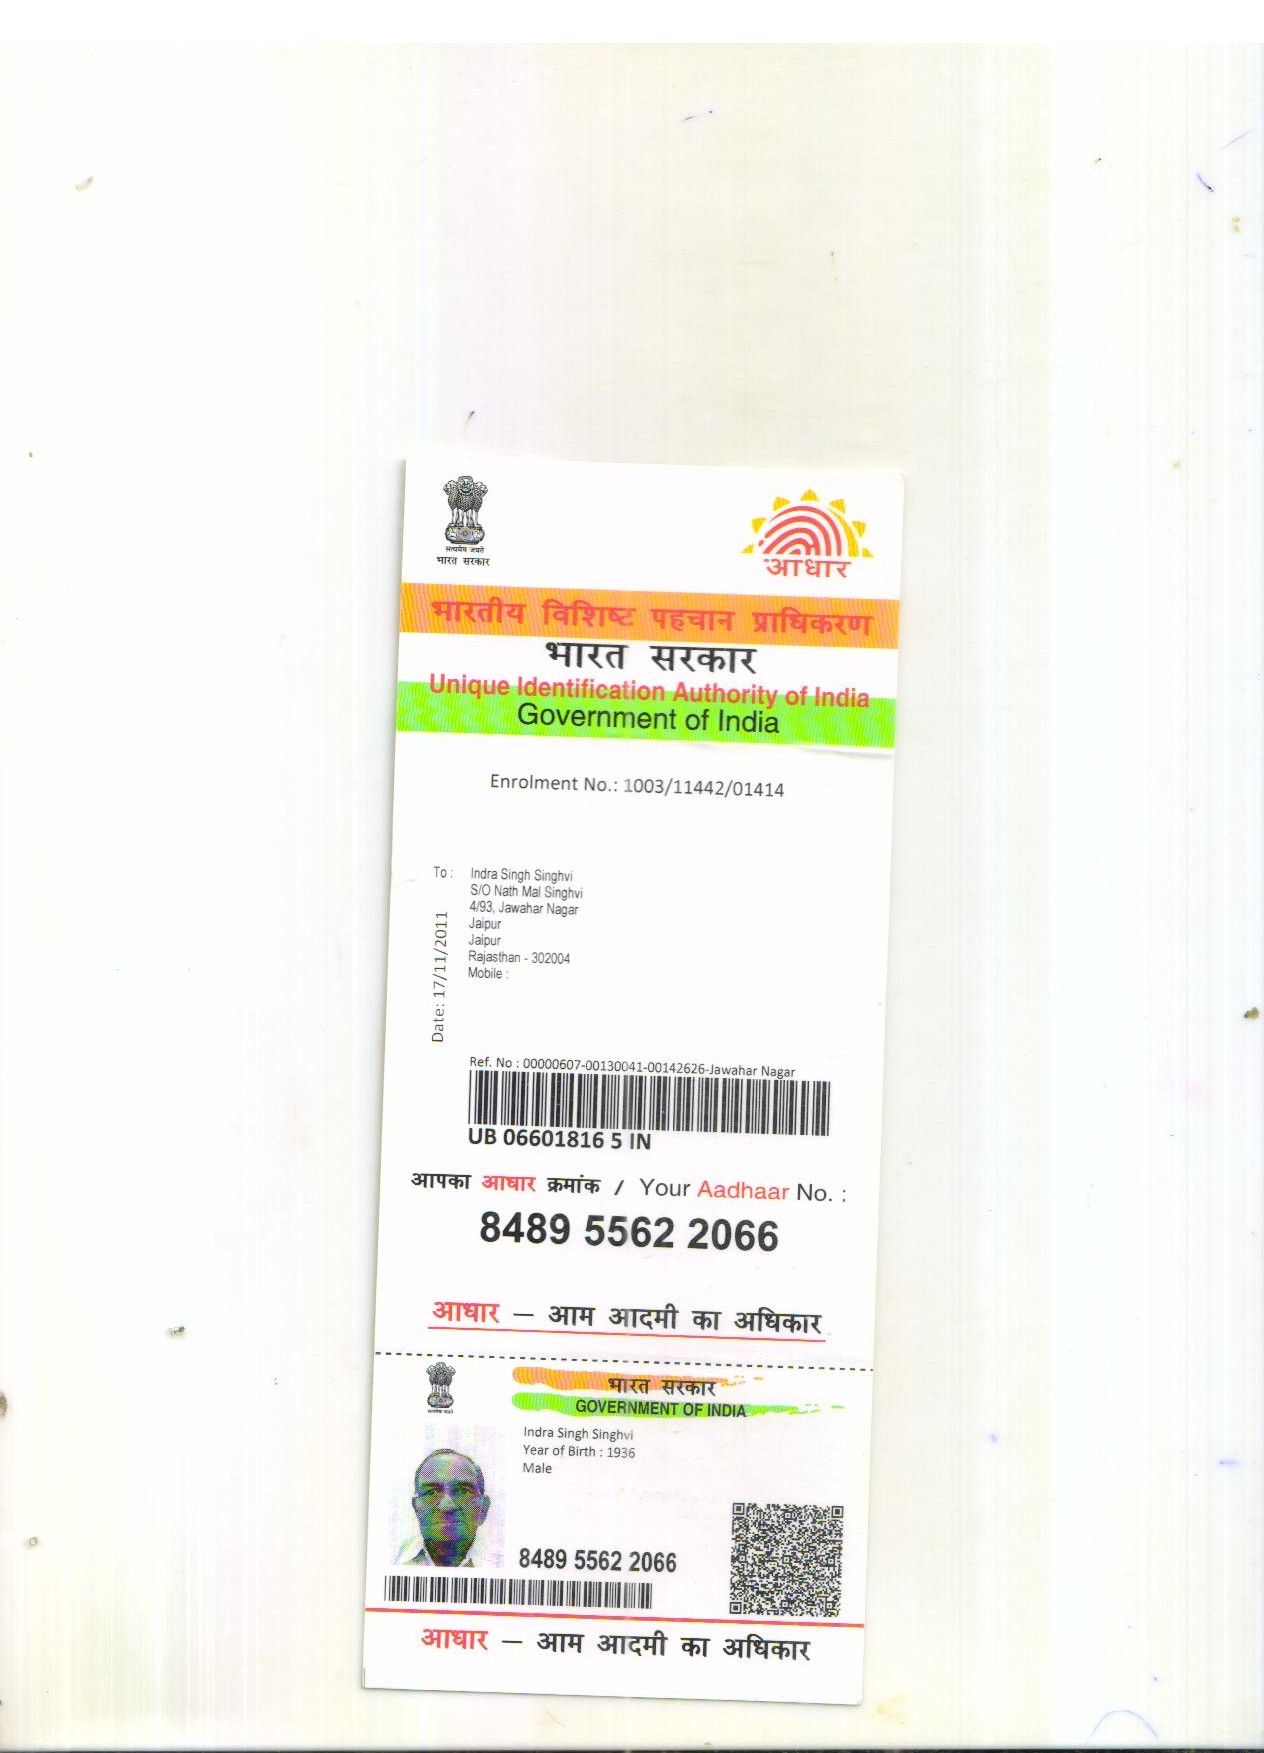 सत्यमेव जयते
भारत सरकार
आधार
भारतीय विशिष्ट पहचान प्राधिकरण
भारत सरकार
Unique Identification Authority of India
Government of India
Enrolment No.: 1003/11442/01414
To :
Indra Singh Singhvi
S/O Nath Mal Singhvi
4/93, Jawahar Nagar
Jaipur
Jaipur
Rajasthan - 302004
Mobile :
Date: 17/11/2011
Ref. No : 00000607-00130041-00142626-Jawahar Nagar
UB 06601816 5 IN
आपका आधार क्रमांक / Your Aadhaar No. :
8489 5562 2066
आधार — आम आदमी का अधिकार
सत्यमेव जयते
भारत सरकार
GOVERNMENT OF INDIA
Indra Singh Singhvi
Year of Birth : 1936
Male
8489 5562 2066
आधार — आम आदमी का अधिकार